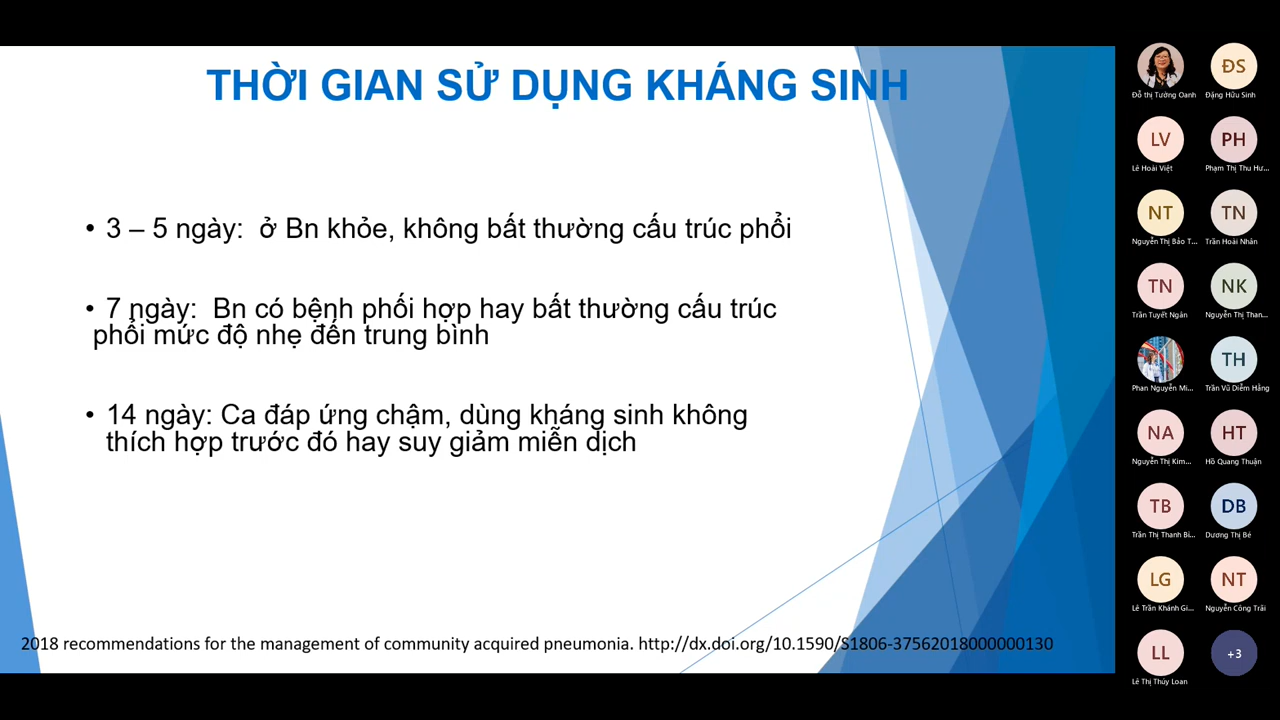 THỜI GIAN SỬ DỤNG KHÁNG SINH
• 3 – 5 ngày: ở Bn khỏe, không bất thường cấu trúc phổi
• 7 ngày: Bn có bệnh phối hợp hay bất thường cấu trúc
phổi mức độ nhẹ đến trung bình
• 14 ngày: Ca đáp ứng chậm, dùng kháng sinh không
thích hợp trước đó hay suy giảm miễn dịch
2018 recommendations for the management of community acquired pneumonia. http://dx.doi.org/10.1590/S1806-37562018000000130
Đỗ thị Tường Oanh
ĐS
Đặng Hữu Sinh
LV
Lê Hoài Việt
PH
Phạm Thị Thu Hư...
NT
Nguyễn Thị Bảo T...
TN
Trần Hoài Nhân
TN
Trần Tuyết Ngân
NK
Nguyễn Thị Than...
Phan Nguyễn Mi...
TH
Trần Vũ Diễm Hằng
NA
Nguyễn Thị Kim...
HT
Hồ Quang Thuận
TB
Trần Thị Thanh Bì...
DB
Dương Thị Bé
LG
Lê Trần Khánh Gi...
NT
Nguyễn Công Trãi
LL
Lê Thị Thúy Loan
+3